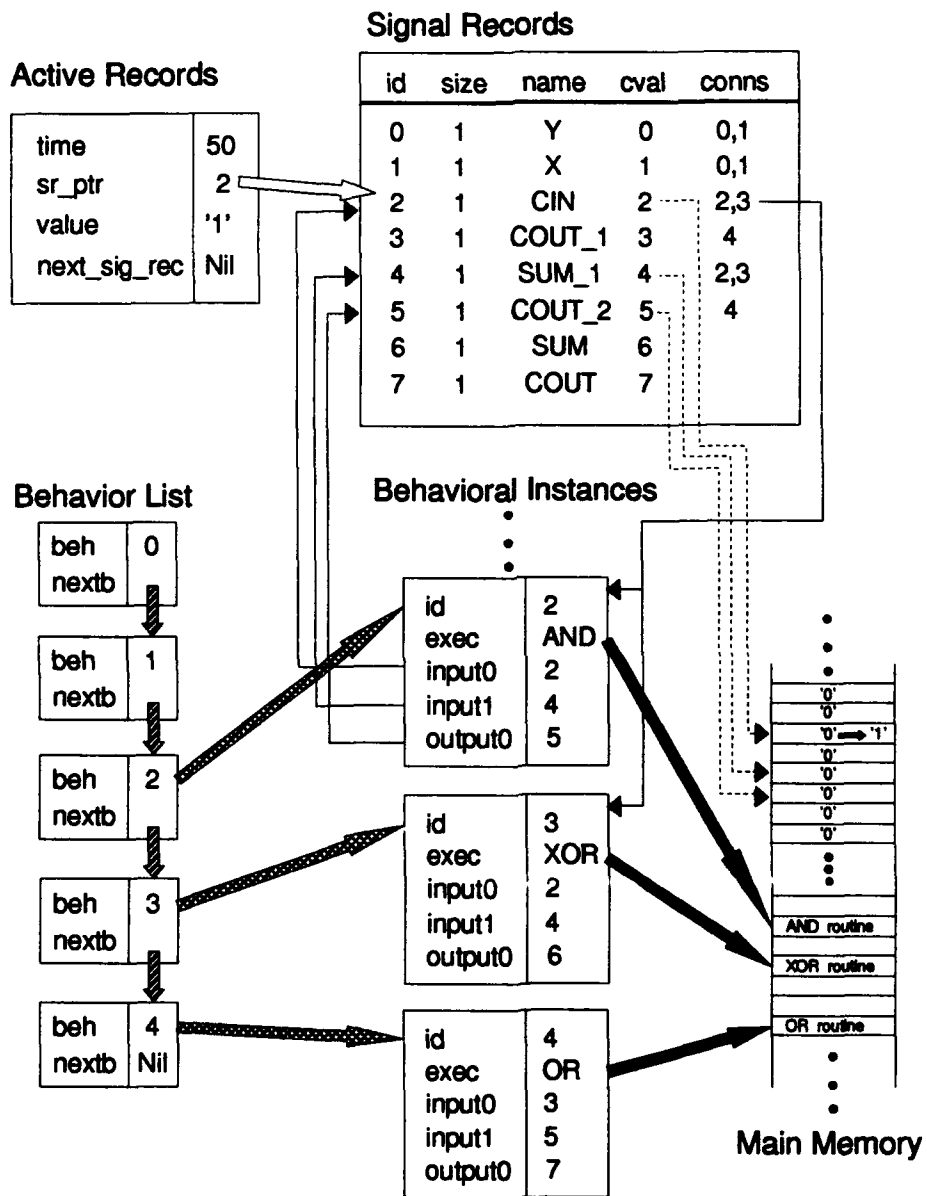 Signal Records
Active Records
id size name cval conns
0 1 Y 0 0,1
1 1 X 1 0,1
2 1 CIN 2 2,3
3 1 COUT_1 3 4
4 1 SUM_1 4 2,3
5 1 COUT_2 5 4
6 1 SUM 6
7 1 COUT 7
time 50
sr_ptr 2
value '1'
next_sig_rec Nil
Behavior List
beh 0
nextb
beh 1
nextb
beh 2
nextb
beh 3
nextb
beh 4
nextb Nil
Behavioral Instances
id 2
exec AND
input0 2
input1 4
output0 5
id 3
exec XOR
input0 2
input1 4
output0 6
id 4
exec OR
input0 3
input1 5
output0 7
'0'
'0'
'0' '1'
'0'
'0'
'0'
'0'
'0'
AND routine
XOR routine
OR routine
Main Memory